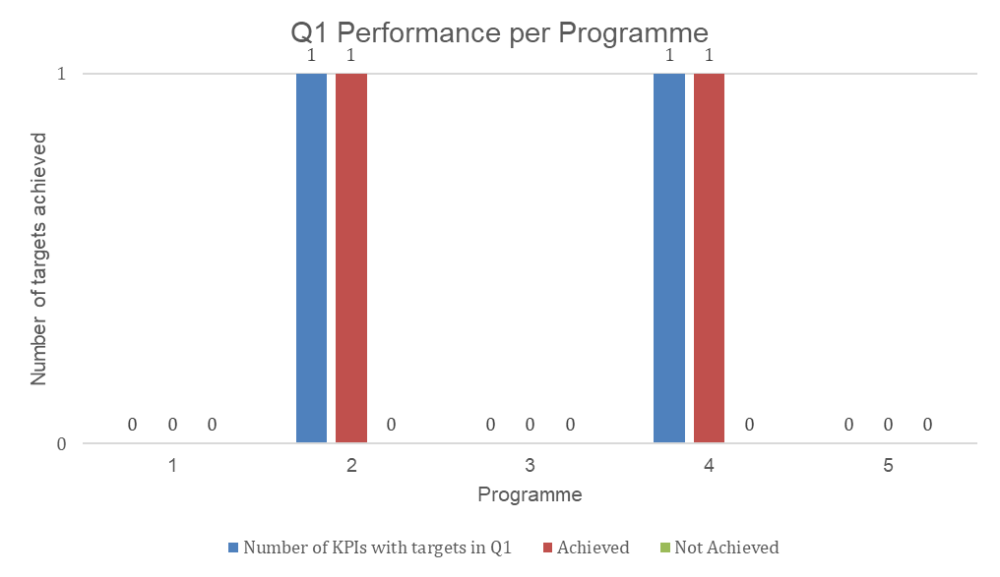 Q1 Performance per Programme
1 1 1 1
1
Number of targets achieved
0 0 0 0 0 0 0 0 0 0 0
0
1 2 3 4 5
Programme
Number of KPIs with targets in Q1 Achieved Not Achieved